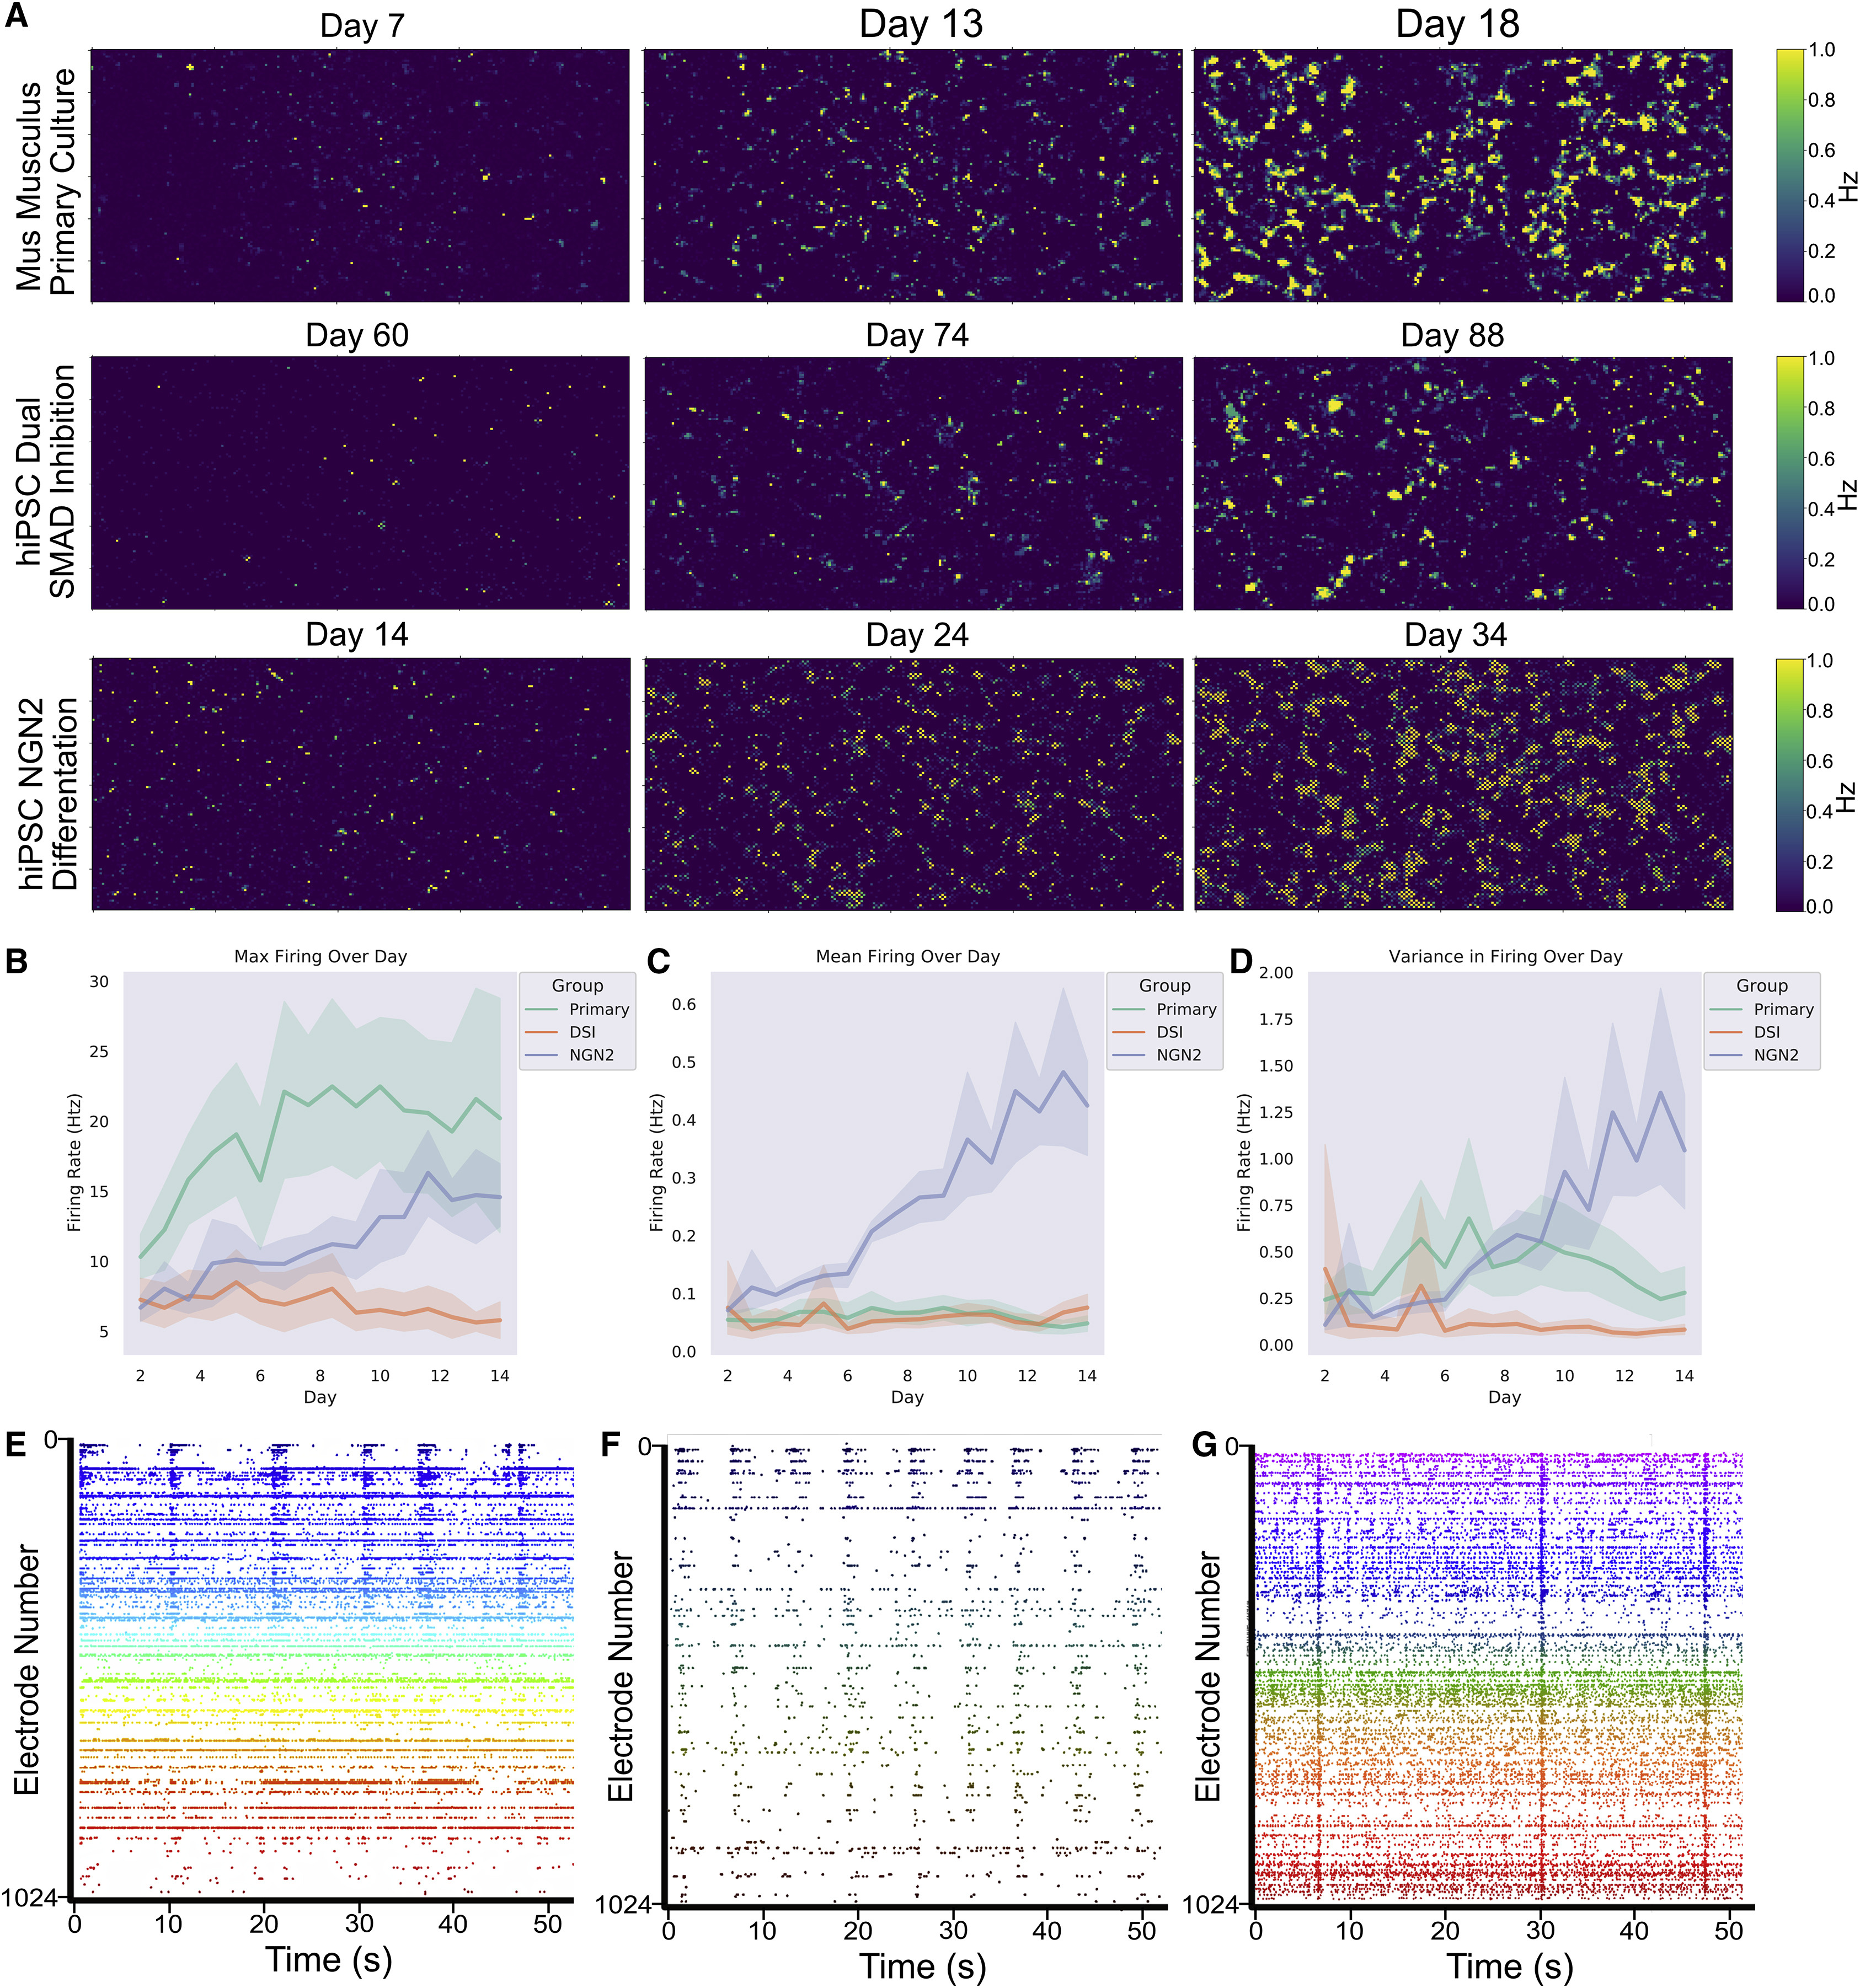 A
Day 7
Day 13
Day 18
Mus Musculus
Primary Culture
1.0
0.8
0.6
0.4
0.2
0.0
Hz
Day 60
Day 74
Day 88
hiPSC Dual
SMAD Inhibition
1.0
0.8
0.6
0.4
0.2
0.0
Hz
Day 14
Day 24
Day 34
hiPSC NGN2
Differentation
1.0
0.8
0.6
0.4
0.2
0.0
Hz
B
Max Firing Over Day
Firing Rate (Htz)
30
25
20
15
10
5
2 4 6 8 10 12 14
Day
Group
Primary
DSI
NGN2
C
Mean Firing Over Day
Firing Rate (Htz)
0.6
0.5
0.4
0.3
0.2
0.1
0.0
2 4 6 8 10 12 14
Day
Group
Primary
DSI
NGN2
D
Variance in Firing Over Day
Firing Rate (Htz)
2.00
1.75
1.50
1.25
1.00
0.75
0.50
0.25
0.00
2 4 6 8 10 12 14
Day
Group
Primary
DSI
NGN2
E
0
Electrode Number
1024
0 10 20 30 40 50
Time (s)
F
0
Electrode Number
1024
0 10 20 30 40 50
Time (s)
G
0
Electrode Number
1024
0 10 20 30 40 50
Time (s)